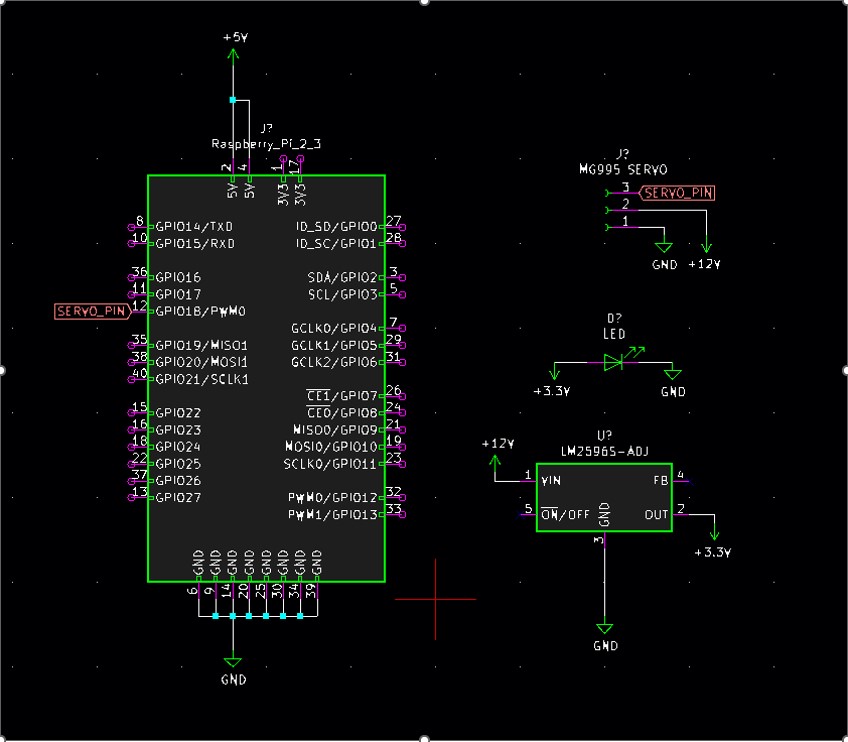 +5V
J?
Raspberry_Pi_2_3
2 4 1 17
5V 5V 3V3 3V3
8 GPIO14/TXD ID_SD/GPIO0 27
10 GPIO15/RXD ID_SC/GPIO1 28
36 GPIO16 SDA/GPIO2 3
11 GPIO17 SCL/GPIO3 5
SERVO_PIN 12 GPIO18/PWM0
GCLK0/GPIO4 7
35 GPIO19/MISO1 GCLK1/GPIO5 29
38 GPIO20/MOSI1 GCLK2/GPIO6 31
40 GPIO21/SCLK1
CE1/GPIO7 26
15 GPIO22 CE0/GPIO8 24
16 GPIO23 MISO0/GPIO9 21
18 GPIO24 MOSI0/GPIO10 19
22 GPIO25 SCLK0/GPIO11 23
37 GPIO26
13 GPIO27 PWM0/GPIO12 32
PWM1/GPIO13 33
GND GND GND GND GND GND GND GND
6 9 14 20 25 30 34 39
GND
J?
MG995 SERVO
3 SERVO_PIN
2
1
GND +12V
D?
LED
+3.3V GND
U?
LM2596S-ADJ
+12V
1 VIN FB 4
5 ON/OFF GND OUT 2
3
+3.3V
GND